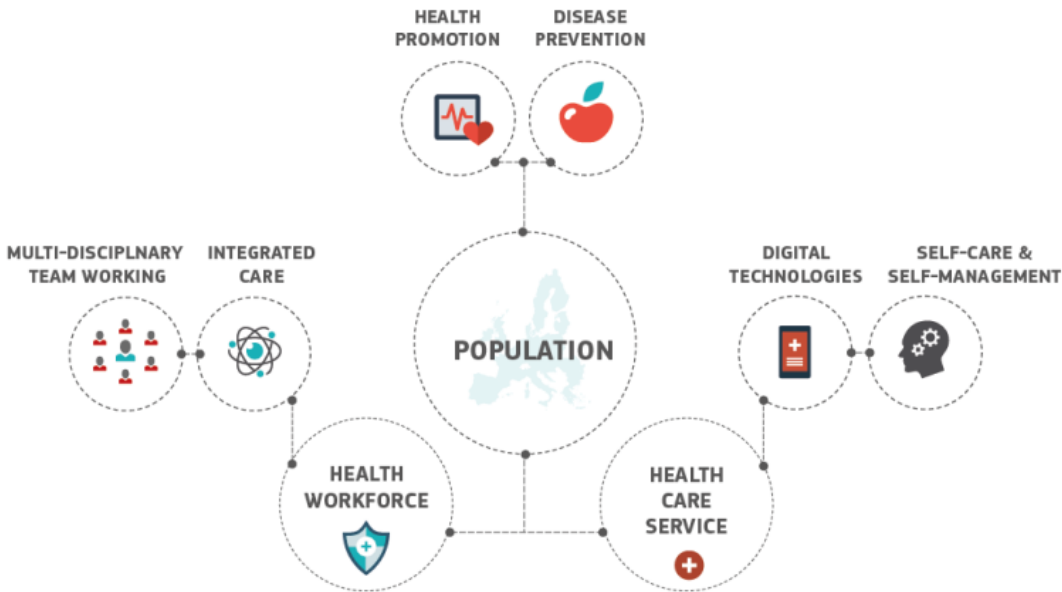 HEALTH
PROMOTION
DISEASE
PREVENTION
MULTI-DISCIPLNARY
TEAM WORKING
INTEGRATED
CARE
DIGITAL
TECHNOLOGIES
SELF-CARE &
SELF-MANAGEMENT
POPULATION
HEALTH
WORKFORCE
HEALTH
CARE
SERVICE